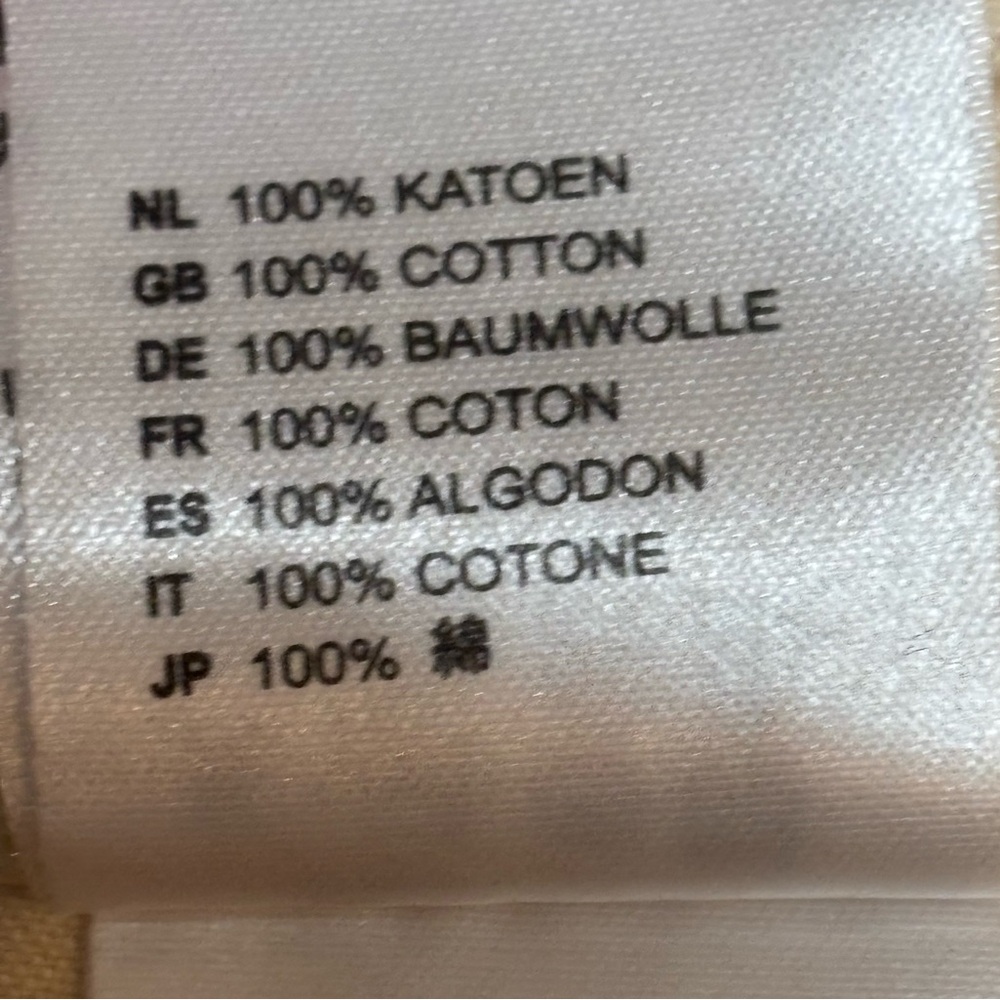 NL 100% KATOEN
GB 100% COTTON
DE 100% BAUMWOLLE
FR 100% COTON
ES 100% ALGODON
IT 100% COTONE
JP 100% 綿